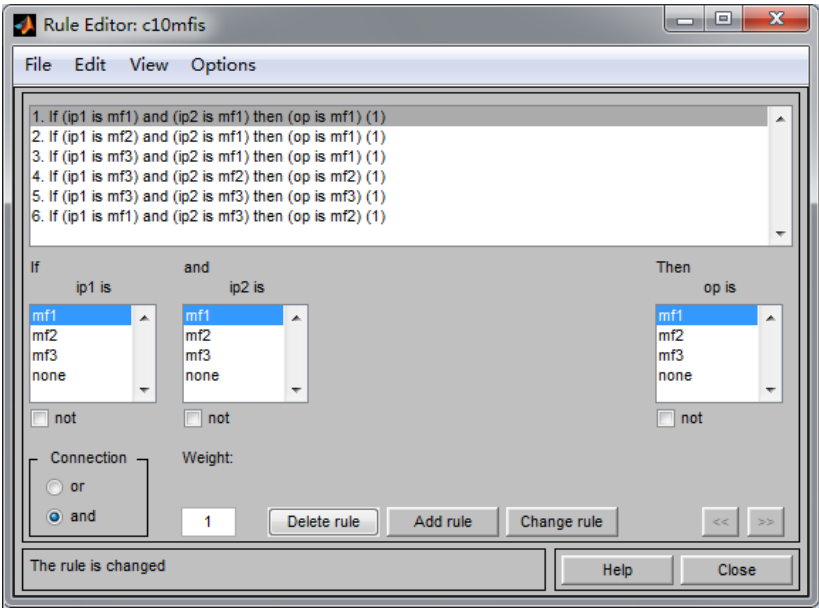 Rule Editor: c10mfis
File Edit View Options
1. If (ip1 is mf1) and (ip2 is mf1) then (op is mf1) (1)
2. If (ip1 is mf2) and (ip2 is mf1) then (op is mf1) (1)
3. If (ip1 is mf3) and (ip2 is mf1) then (op is mf1) (1)
4. If (ip1 is mf3) and (ip2 is mf2) then (op is mf2) (1)
5. If (ip1 is mf3) and (ip2 is mf3) then (op is mf3) (1)
6. If (ip1 is mf1) and (ip2 is mf3) then (op is mf2) (1)
If and Then
ip1 is ip2 is op is
mf1 mf1 mf1
mf2 mf2 mf2
mf3 mf3 mf3
none none none
not not not
Connection Weight:
or
and 1 Delete rule Add rule Change rule << >>
The rule is changed Help Close